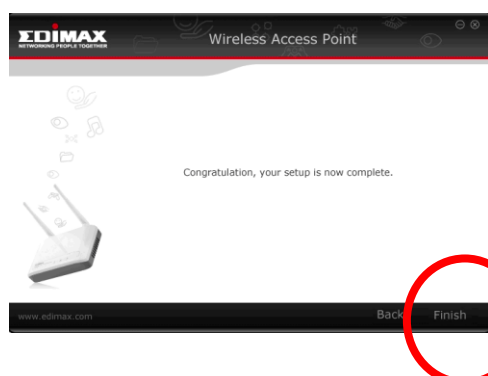 EDIMAX
NETWORKING PEOPLE TOGETHER
Wireless Access Point
Congratulation, your setup is now complete.
www.edimax.com
Back
Finish